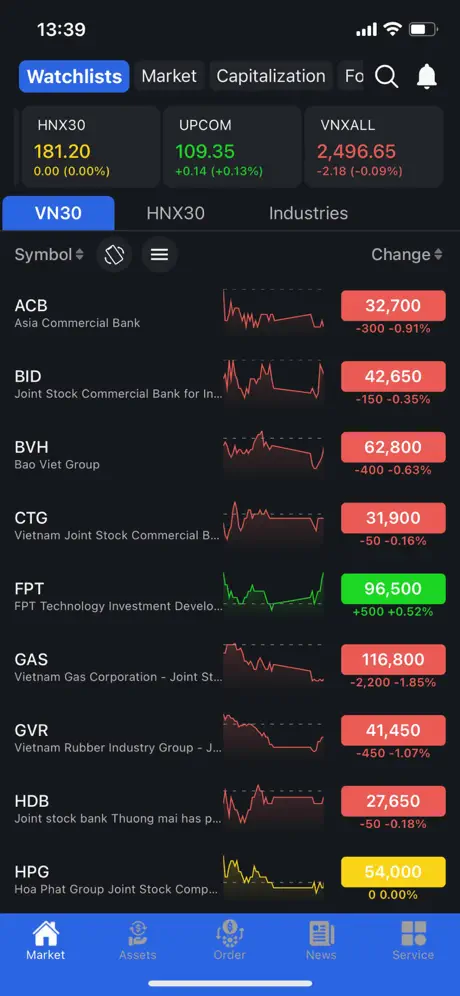 13:39
Watchlists Market Capitalization Fo
HNX30 UPCOM VNXALL
181.20 109.35 2,496.65
0.00 (0.00%) +0.14 (+0.13%) -2.18 (-0.09%)
VN30 HNX30 Industries
Symbol Change
ACB 32,700
Asia Commercial Bank -300 -0.91%
BID 42,650
Joint Stock Commercial Bank for In... -150 -0.35%
BVH 62,800
Bao Viet Group -400 -0.63%
CTG 31,900
Vietnam Joint Stock Commercial B... -50 -0.16%
FPT 96,500
FPT Technology Investment Develo... +500 +0.52%
GAS 116,800
Vietnam Gas Corporation - Joint St... -2,200 -1.85%
GVR 41,450
Vietnam Rubber Industry Group - J... -450 -1.07%
HDB 27,650
Joint stock bank Thuong mai has p... -50 -0.18%
HPG 54,000
Hoa Phat Group Joint Stock Comp... 0 0.00%
Market Assets Order News Service